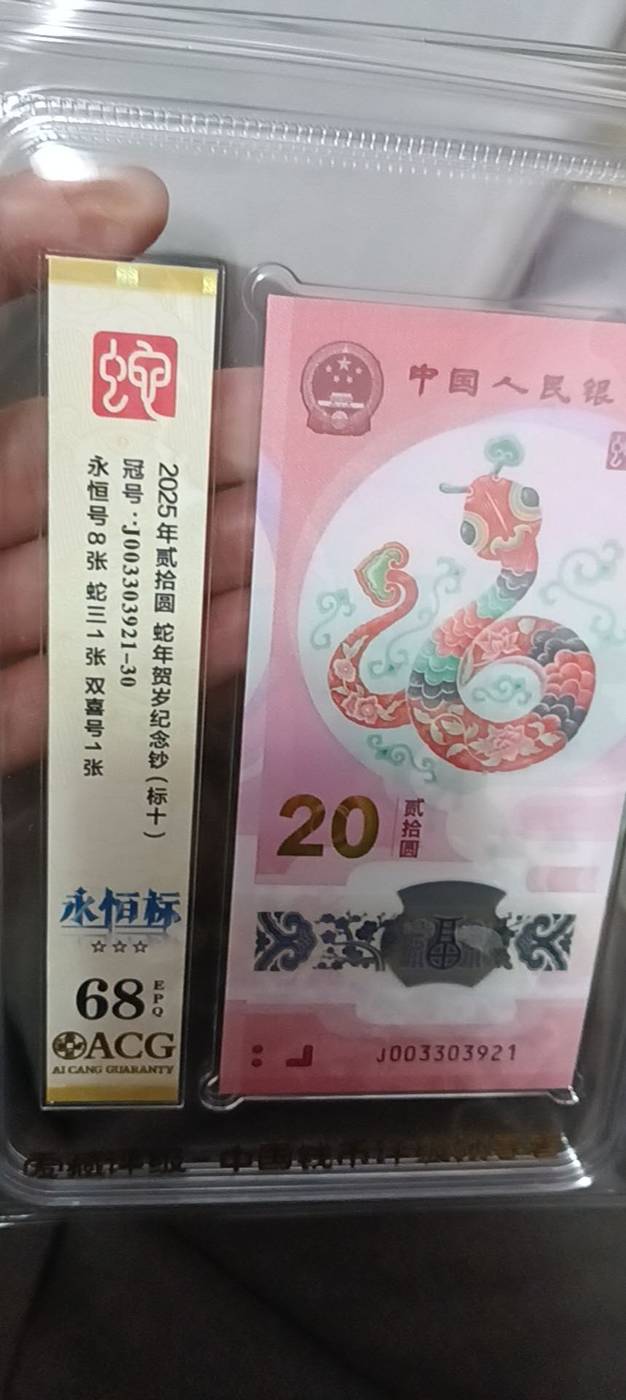 蛇
2025年贰拾圆 蛇年贺岁纪念钞(标十)
冠号:J003303921-30
永恒号8张 蛇三1张 双喜号1张
永恒标
☆☆☆
68 EPQ
ACG
AI CANG GUARANTY
中国人民银
20
贰拾圆
J003303921